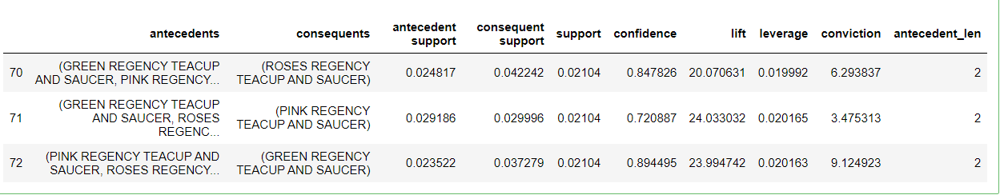 antecedents consequents antecedent support consequent support support confidence lift leverage conviction antecedent_len
70 (GREEN REGENCY TEACUP AND SAUCER, PINK REGENCY... (ROSES REGENCY TEACUP AND SAUCER) 0.024817 0.042242 0.02104 0.847826 20.070631 0.019992 6.293837 2
71 (GREEN REGENCY TEACUP AND SAUCER, ROSES REGENC... (PINK REGENCY TEACUP AND SAUCER) 0.029186 0.029996 0.02104 0.720887 24.033032 0.020165 3.475313 2
72 (PINK REGENCY TEACUP AND SAUCER, ROSES REGENCY... (GREEN REGENCY TEACUP AND SAUCER) 0.023522 0.037279 0.02104 0.894495 23.994742 0.020163 9.124923 2